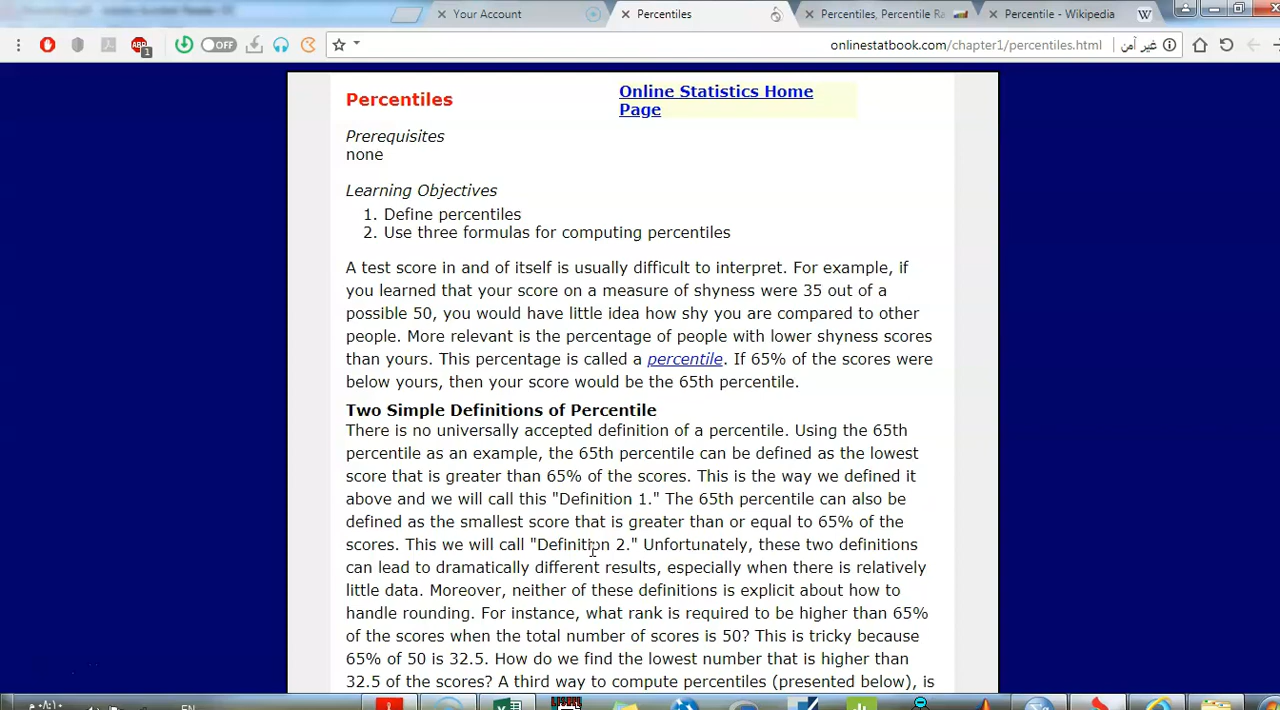 Your Account
Percentiles
Percentiles, Percentile Ra
Percentile - Wikipedia
W
ABP
1
OFF
onlinestatbook.com/chapter1/percentiles.html
غير آمن
Percentiles
Online Statistics Home
Page
Prerequisites
none
Learning Objectives
1. Define percentiles
2. Use three formulas for computing percentiles
A test score in and of itself is usually difficult to interpret. For example, if
you learned that your score on a measure of shyness were 35 out of a
possible 50, you would have little idea how shy you are compared to other
people. More relevant is the percentage of people with lower shyness scores
than yours. This percentage is called a percentile. If 65% of the scores were
below yours, then your score would be the 65th percentile.
Two Simple Definitions of Percentile
There is no universally accepted definition of a percentile. Using the 65th
percentile as an example, the 65th percentile can be defined as the lowest
score that is greater than 65% of the scores. This is the way we defined it
above and we will call this "Definition 1." The 65th percentile can also be
defined as the smallest score that is greater than or equal to 65% of the
scores. This we will call "Definition 2." Unfortunately, these two definitions
can lead to dramatically different results, especially when there is relatively
little data. Moreover, neither of these definitions is explicit about how to
handle rounding. For instance, what rank is required to be higher than 65%
of the scores when the total number of scores is 50? This is tricky because
65% of 50 is 32.5. How do we find the lowest number that is higher than
32.5 of the scores? A third way to compute percentiles (presented below), is
EN